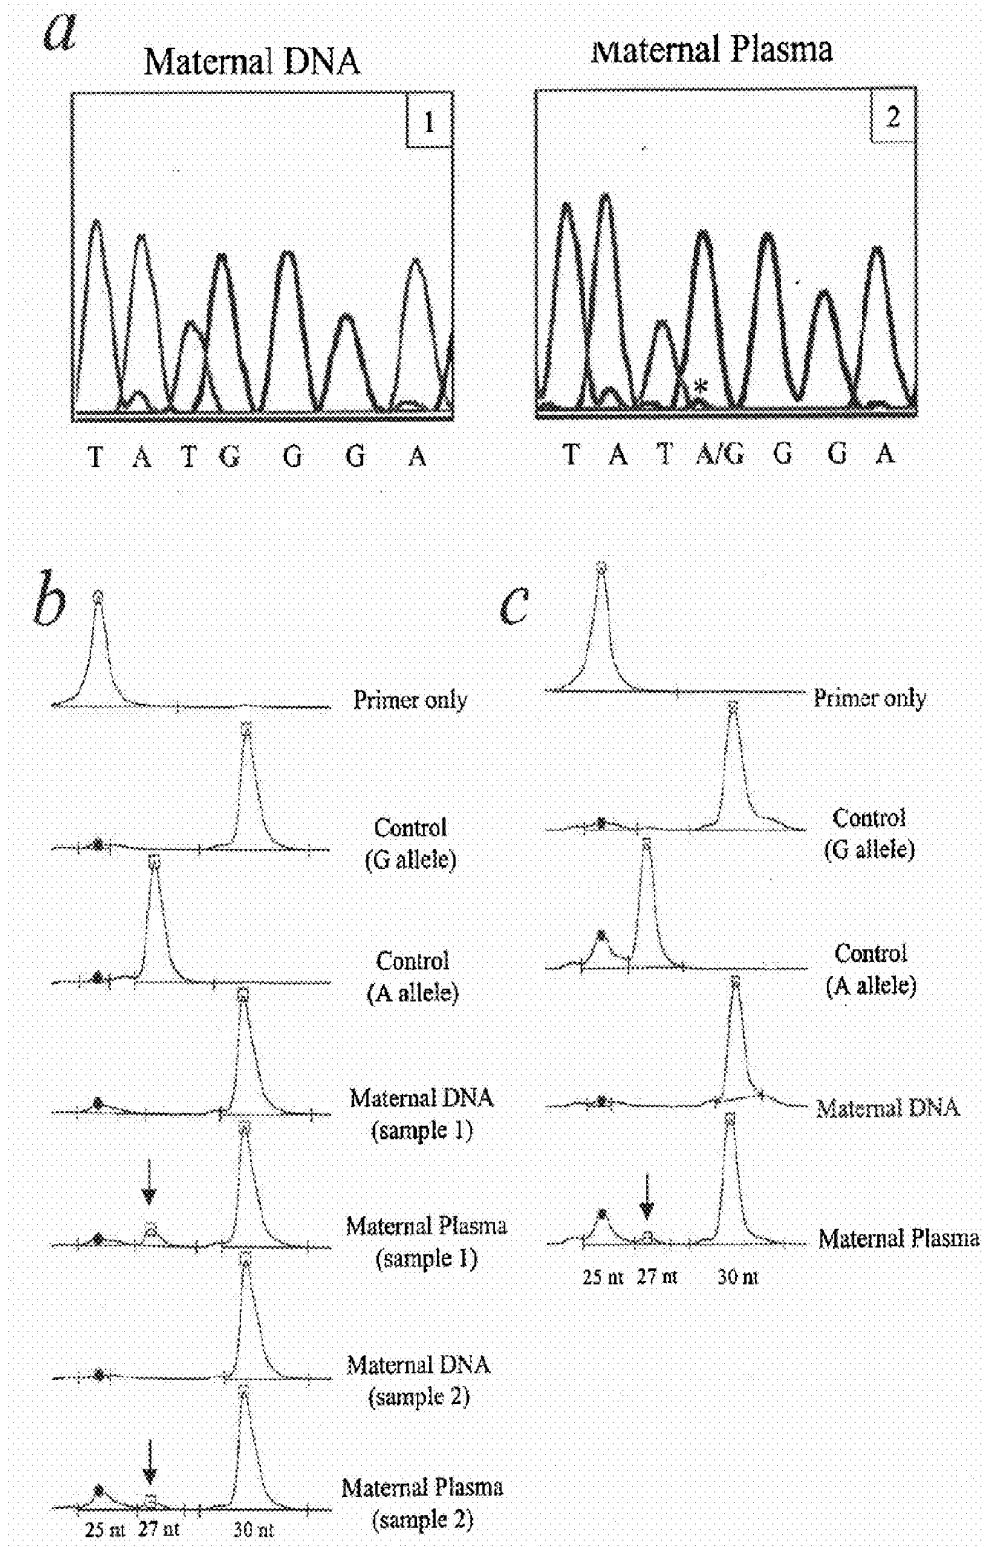 a
Maternal DNA
Maternal Plasma
1
2
T A T G G G A
T A T A/G G G A
*
b
c
Primer only
Primer only
Control
(G allele)
Control
(G allele)
Control
(A allele)
Control
(A allele)
Maternal DNA
(sample 1)
Maternal DNA
Maternal Plasma
(sample 1)
Maternal Plasma
25 nt 27 nt 30 nt
Maternal DNA
(sample 2)
Maternal Plasma
(sample 2)
25 nt 27 nt 30 nt